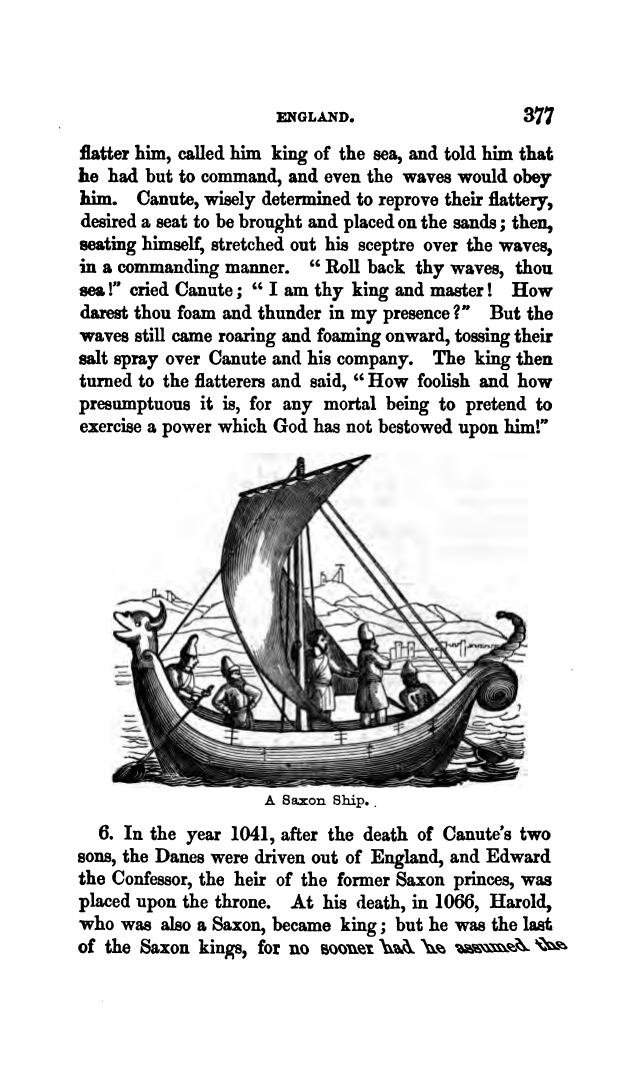 ENGLAND. 377
flatter him, called him king of the sea, and told him that
he had but to command, and even the waves would obey
him. Canute, wisely determined to reprove their flattery,
desired a seat to be brought and placed on the sands; then,
seating himself, stretched out his sceptre over the waves,
in a commanding manner. "Roll back thy waves, thou
sea!" cried Canute; "I am thy king and master! How
darest thou foam and thunder in my presence?" But the
waves still came roaring and foaming onward, tossing their
salt spray over Canute and his company. The king then
turned to the flatterers and said, "How foolish and how
presumptuous it is, for any mortal being to pretend to
exercise a power which God has not bestowed upon him!"
A Saxon Ship.
6. In the year 1041, after the death of Canute's two
sons, the Danes were driven out of England, and Edward
the Confessor, the heir of the former Saxon princes, was
placed upon the throne. At his death, in 1066, Harold,
who was also a Saxon, became king; but he was the last
of the Saxon kings, for no sooner had he assumed the